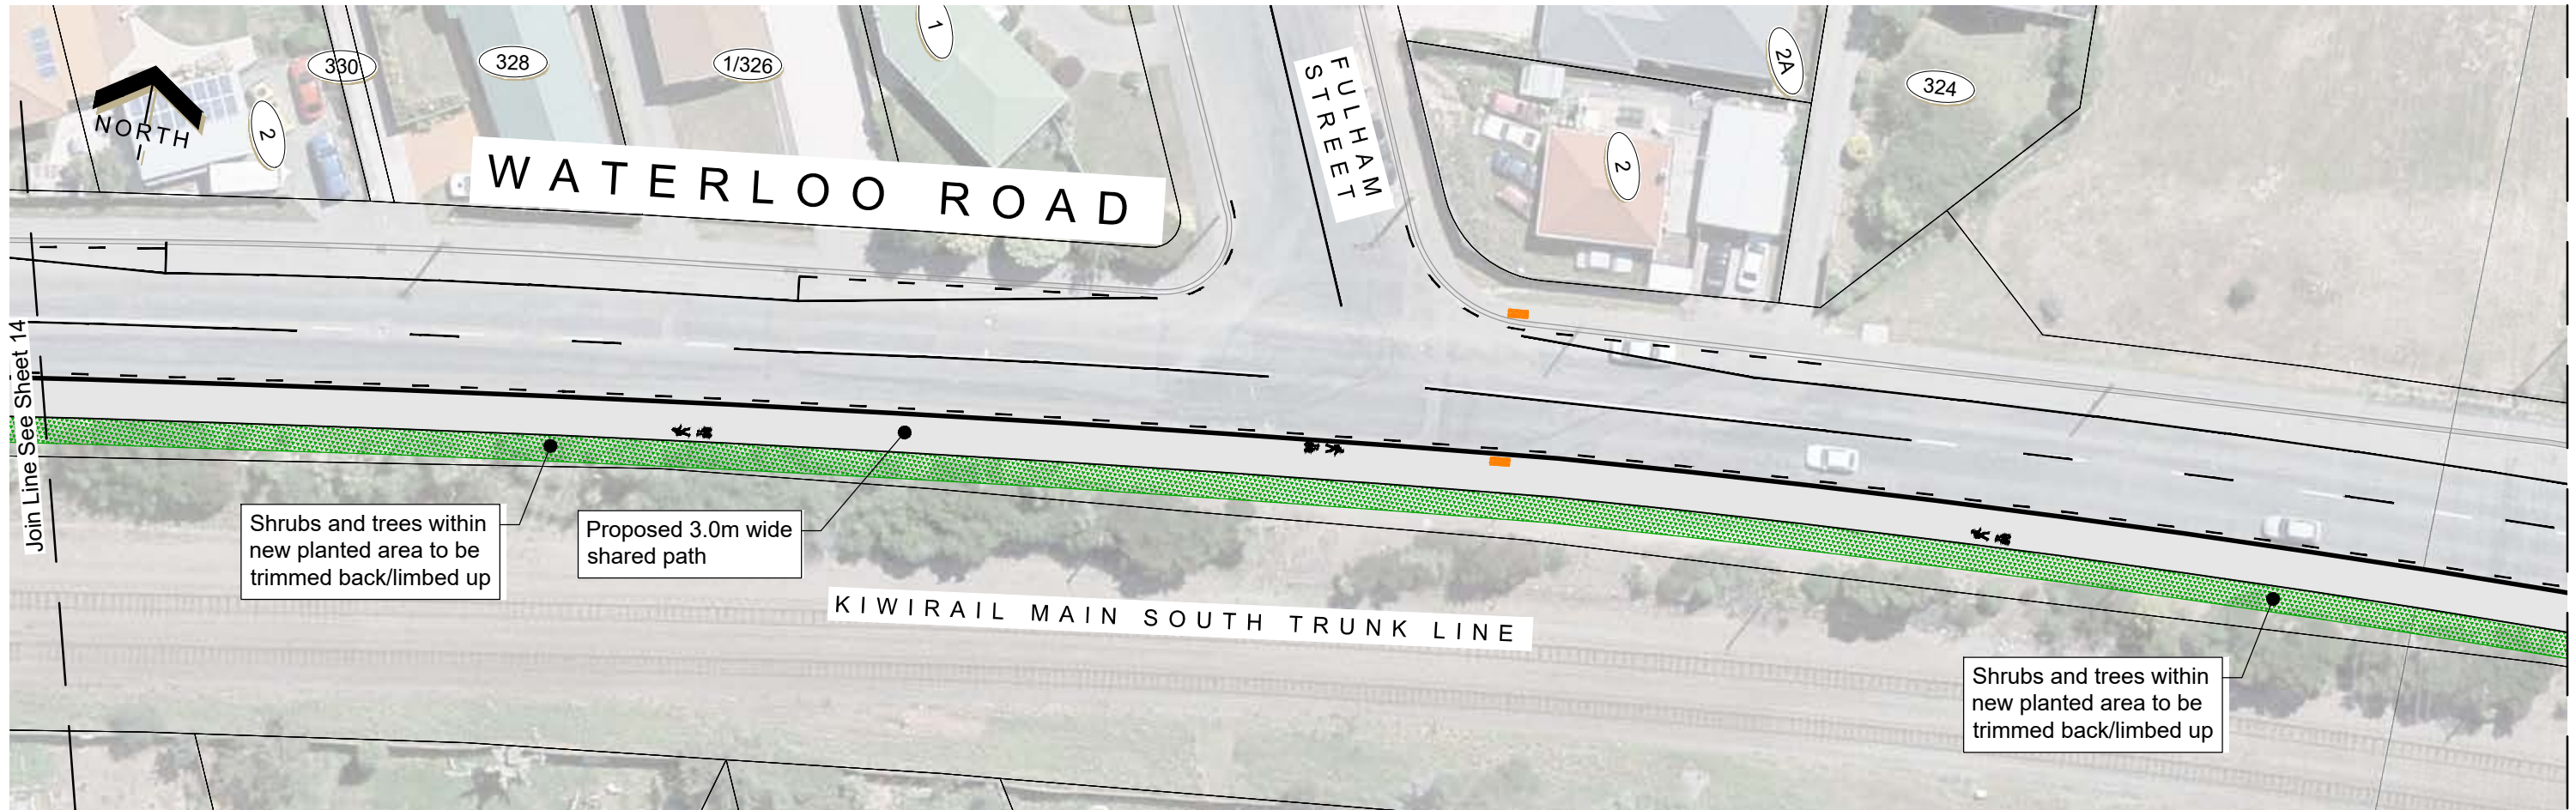 330
328
1/326
1
2A
324
NORTH
2
2
WATERLOO ROAD
FULHAM
STREET
Join Line See Sheet 14
Shrubs and trees within
new planted area to be
trimmed back/limbed up
Proposed 3.0m wide
shared path
KIWIRAIL MAIN SOUTH TRUNK LINE
Shrubs and trees within
new planted area to be
trimmed back/limbed up